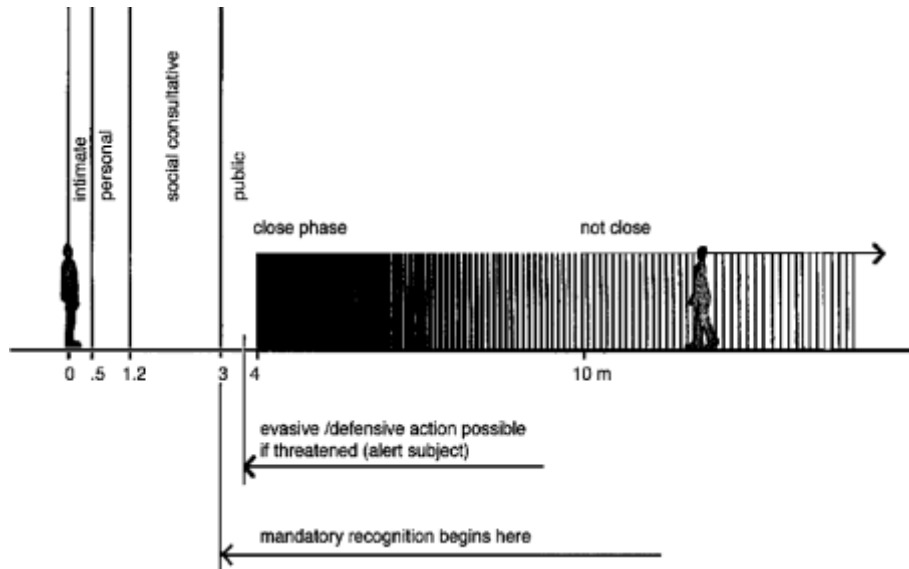 intimate
personal
social consultative
public
close phase
not close
0 .5 1.2 3 4 10 m
evasive /defensive action possible
if threatened (alert subject)
mandatory recognition begins here